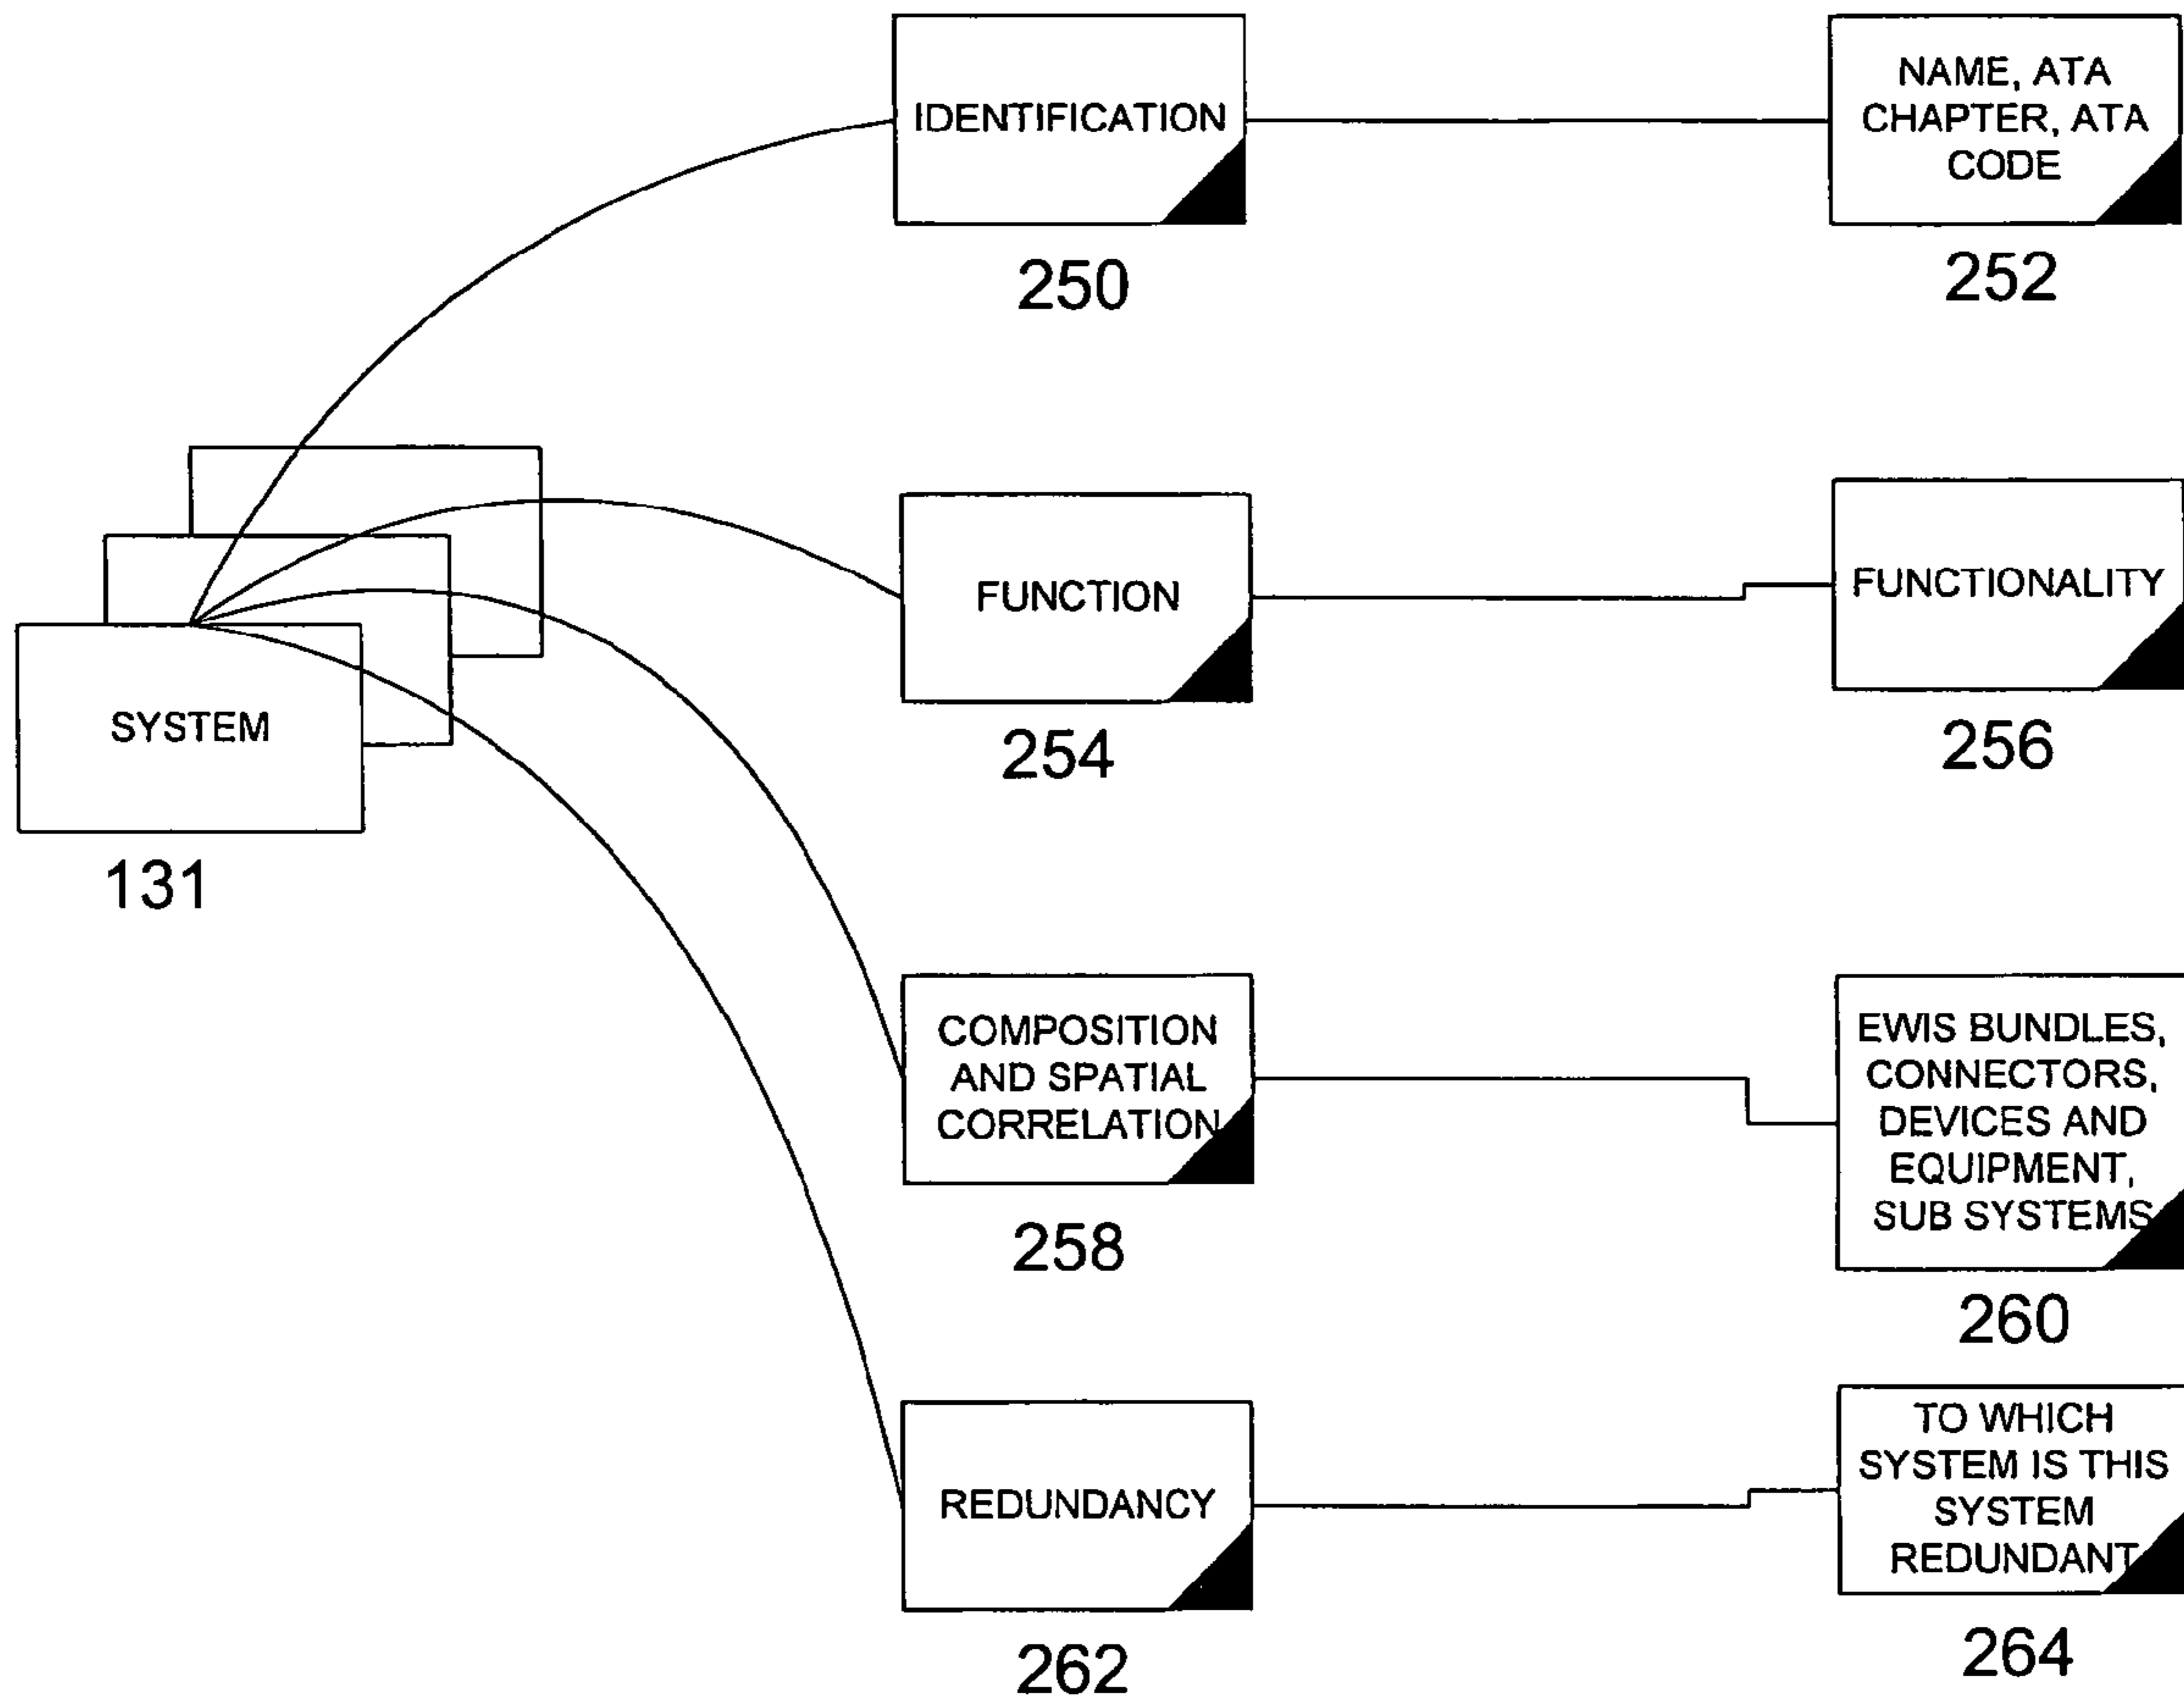 IDENTIFICATION
250
NAME, ATA
CHAPTER, ATA
CODE
252
SYSTEM
131
FUNCTION
254
FUNCTIONALITY
256
COMPOSITION
AND SPATIAL
CORRELATION
258
EWIS BUNDLES,
CONNECTORS,
DEVICES AND
EQUIPMENT,
SUB SYSTEMS
260
REDUNDANCY
262
TO WHICH
SYSTEM IS THIS
SYSTEM
REDUNDANT
264